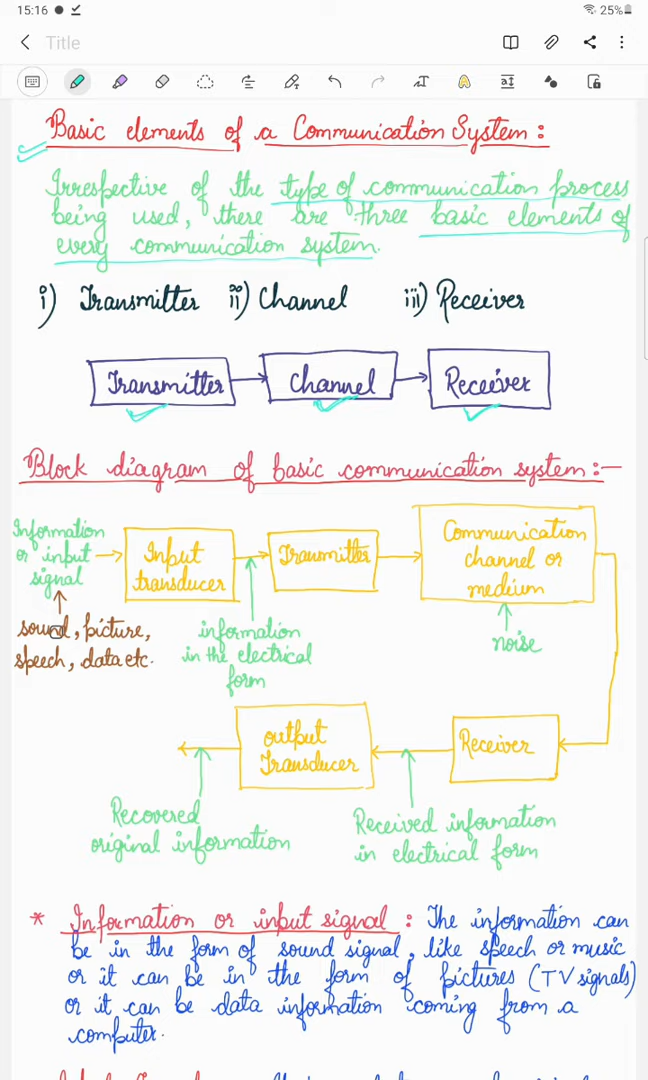 15:16
25%
Title
Basic elements of a Communication System:
Irrespective of the type of communication process
being used, there are three basic elements of
every communication system.
i) Transmitter ii) Channel iii) Receiver
Transmitter
Channel
Receiver
Block diagram of basic communication system:-
Information
or input
signal
Input
transducer
Transmitter
Communication
channel or
medium
sound, picture,
speech, data etc.
information
in the electrical
form
noise
output
Transducer
Receiver
Recovered
original information
Received information
in electrical form
* Information or input signal : The information can
be in the form of sound signal, like speech or music
or it can be in the form of pictures (TV signals)
or it can be data information coming from a
computer.